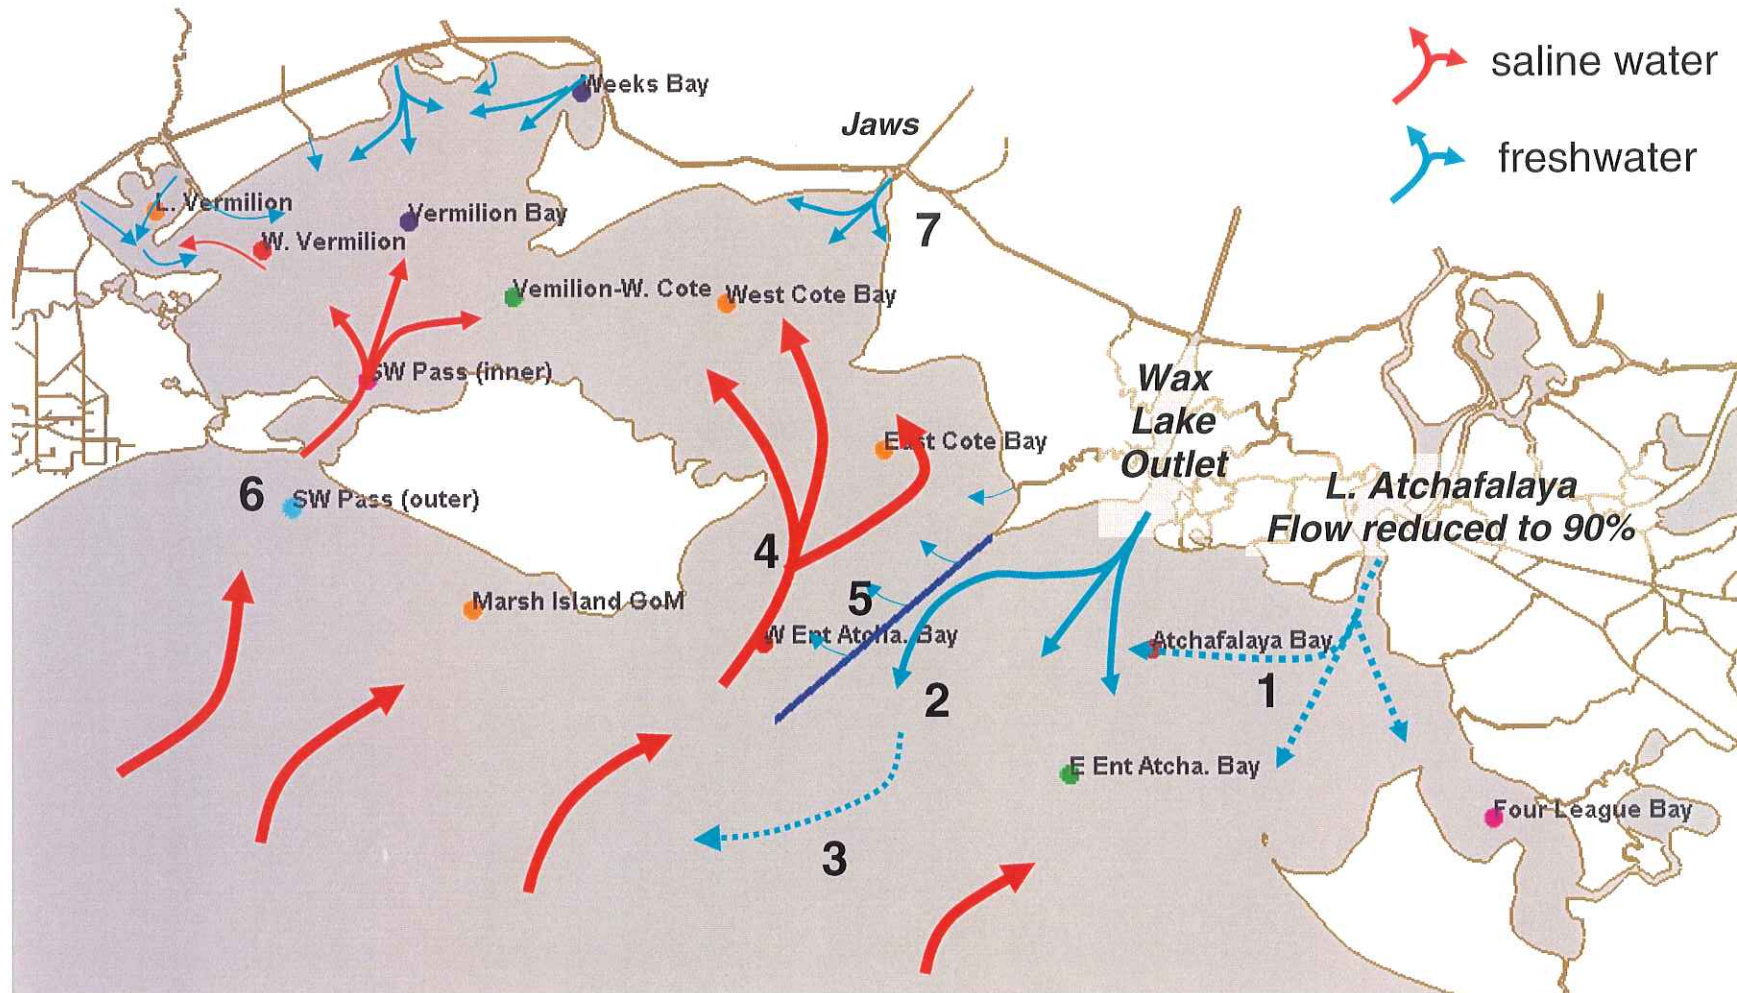 saline water
freshwater
Weeks Bay
Jaws
L. Vermilion
Vermilion Bay
W. Vermilion
7
Vemilion-W. Cote
West Cote Bay
SW Pass (inner)
Wax
Lake
Outlet
East Cote Bay
L. Atchafalaya
Flow reduced to 90%
6
SW Pass (outer)
4
5
Marsh Island GoM
W Ent Atcha. Bay
Atchafalaya Bay
1
2
E Ent Atcha. Bay
3
Four League Bay